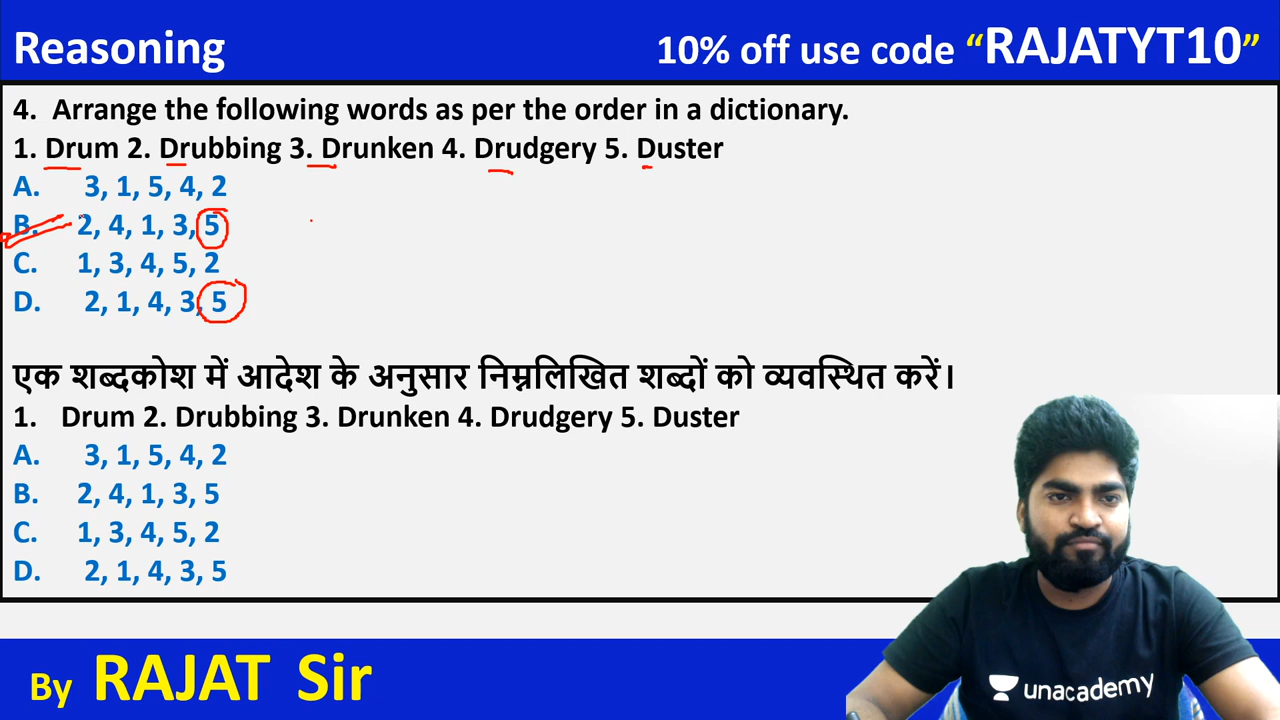 Reasoning
10% off use code “RAJATYT10”
4. Arrange the following words as per the order in a dictionary.
1. Drum 2. Drubbing 3. Drunken 4. Drudgery 5. Duster
A. 3, 1, 5, 4, 2
B. 2, 4, 1, 3, 5
C. 1, 3, 4, 5, 2
D. 2, 1, 4, 3, 5
एक शब्दकोश में आदेश के अनुसार निम्नलिखित शब्दों को व्यवस्थित करें।
1. Drum 2. Drubbing 3. Drunken 4. Drudgery 5. Duster
A. 3, 1, 5, 4, 2
B. 2, 4, 1, 3, 5
C. 1, 3, 4, 5, 2
D. 2, 1, 4, 3, 5
unacademy
By RAJAT Sir